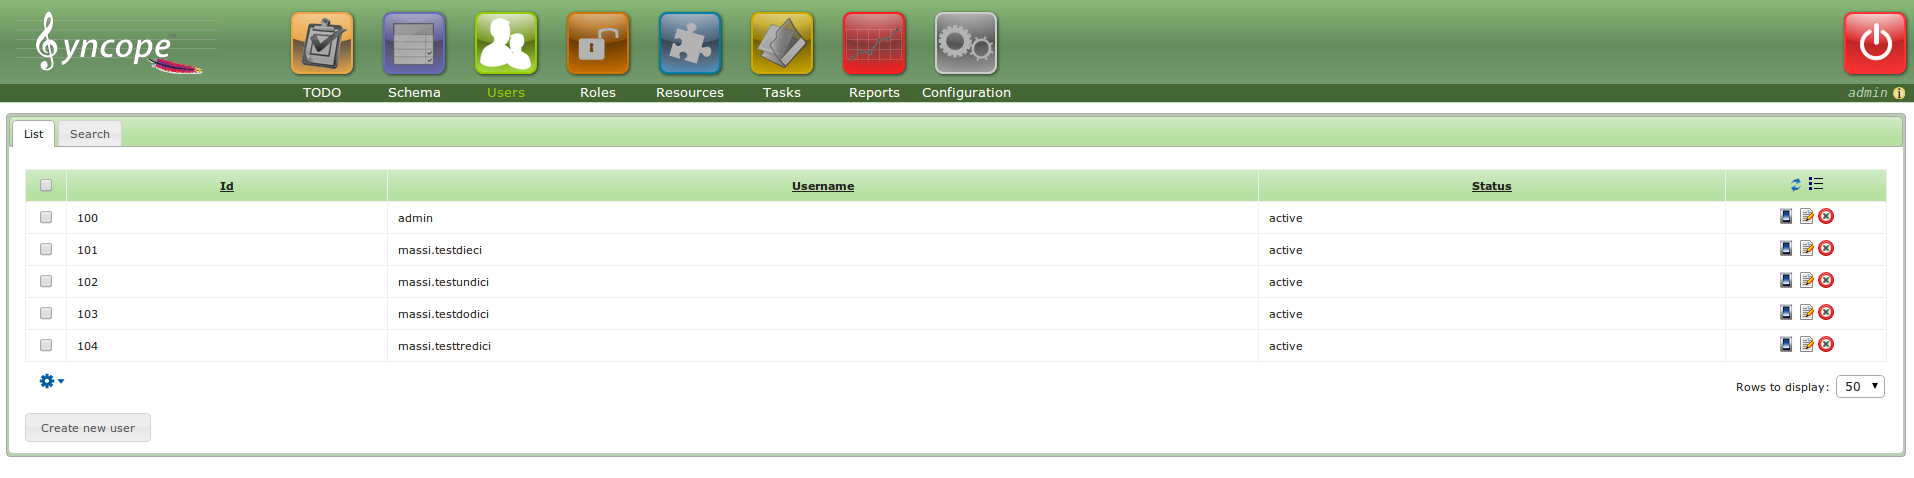 yncope™
TODO Schema Users Roles Resources Tasks Reports Configuration admin
List Search
Id Username Status
100 admin active
101 massi.testdieci active
102 massi.testundici active
103 massi.testdodici active
104 massi.testtredici active
Rows to display: 50
Create new user